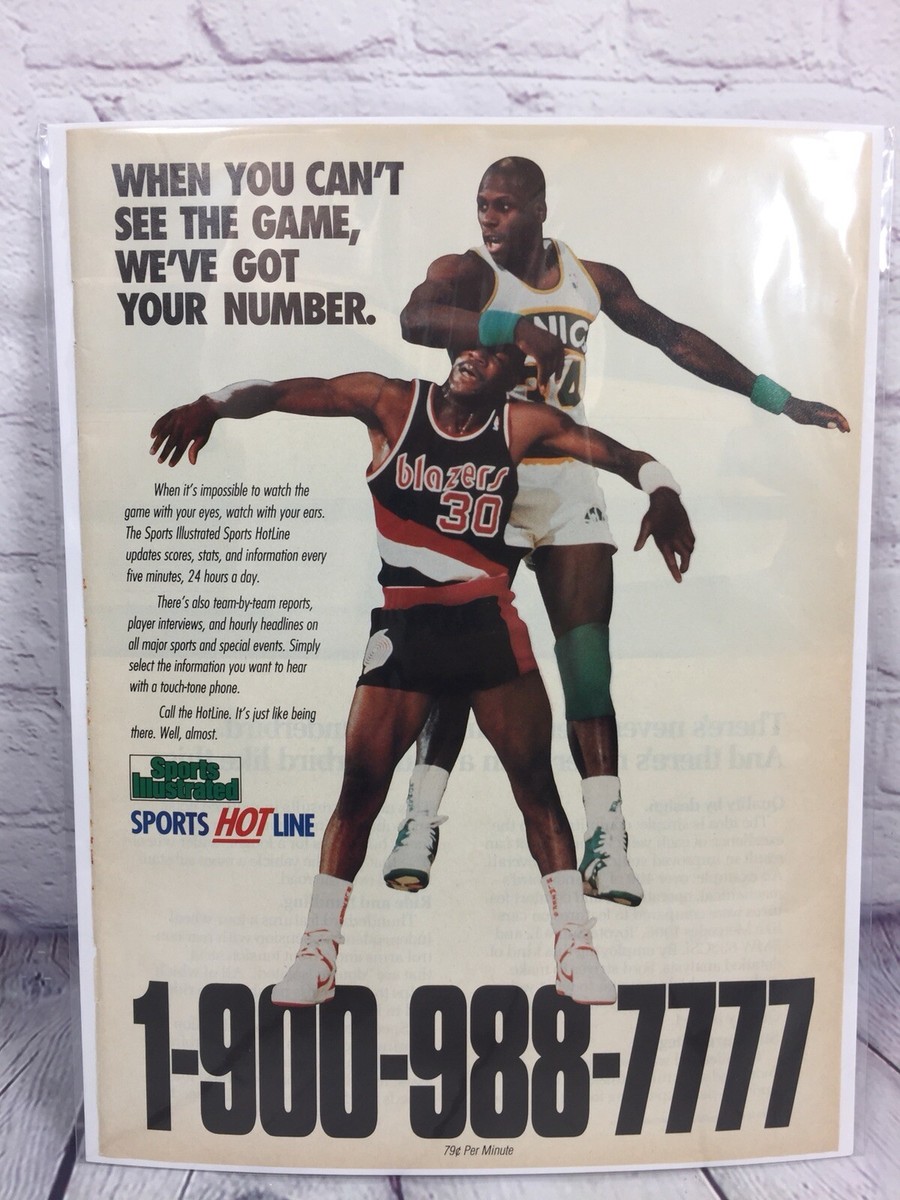 WHEN YOU CAN'T
SEE THE GAME,
WE'VE GOT
YOUR NUMBER.
NICS
4
blazers
30
When it's impossible to watch the
game with your eyes, watch with your ears.
The Sports Illustrated Sports HotLine
updates scores, stats, and information every
five minutes, 24 hours a day.
There's also team-by-team reports,
player interviews, and hourly headlines on
all major sports and special events. Simply
select the information you want to hear
with a touch-tone phone.
Call the HotLine. It's just like being
there. Well, almost.
Sports
Illustrated
SPORTS HOT LINE
1-900-988-7777
79¢ Per Minute